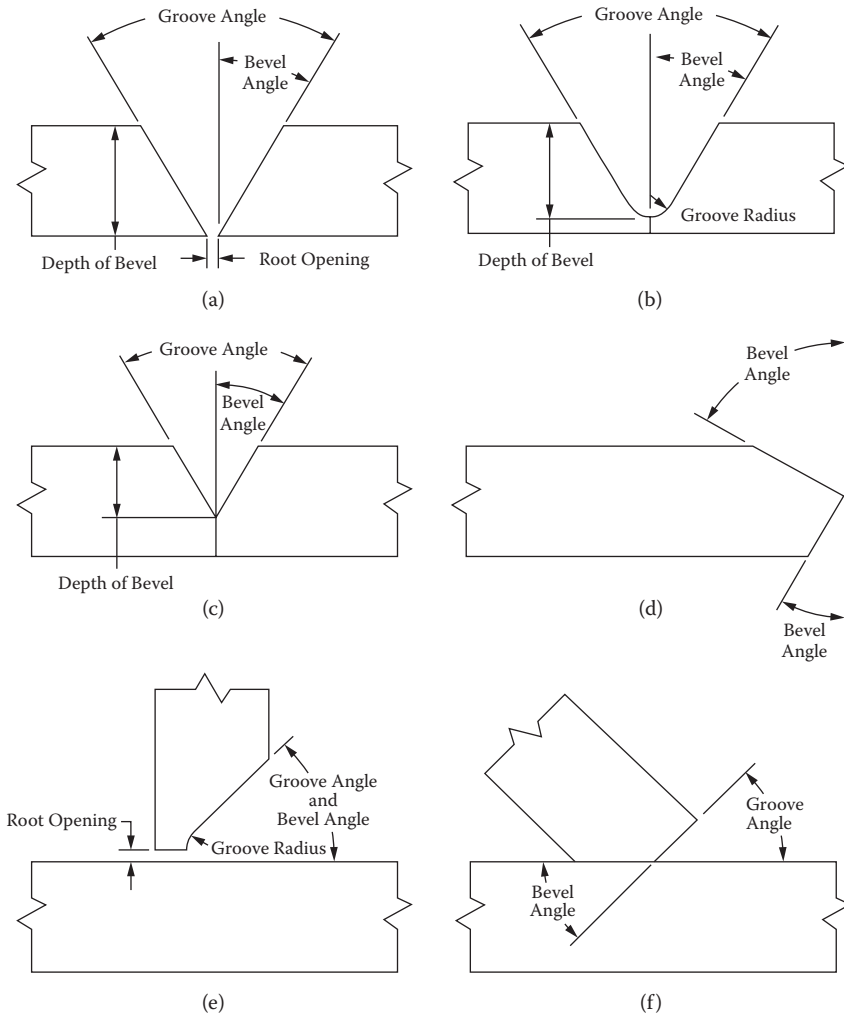 Groove Angle
Bevel
Angle
Depth of Bevel
Root Opening
(a)
Groove Angle
Bevel
Angle
Groove Radius
Depth of Bevel
(b)
Groove Angle
Bevel
Angle
Depth of Bevel
(c)
Bevel
Angle
(d)
Bevel
Angle
Groove Angle
and
Bevel Angle
Root Opening
Groove Radius
(e)
Groove
Angle
Bevel
Angle
(f)